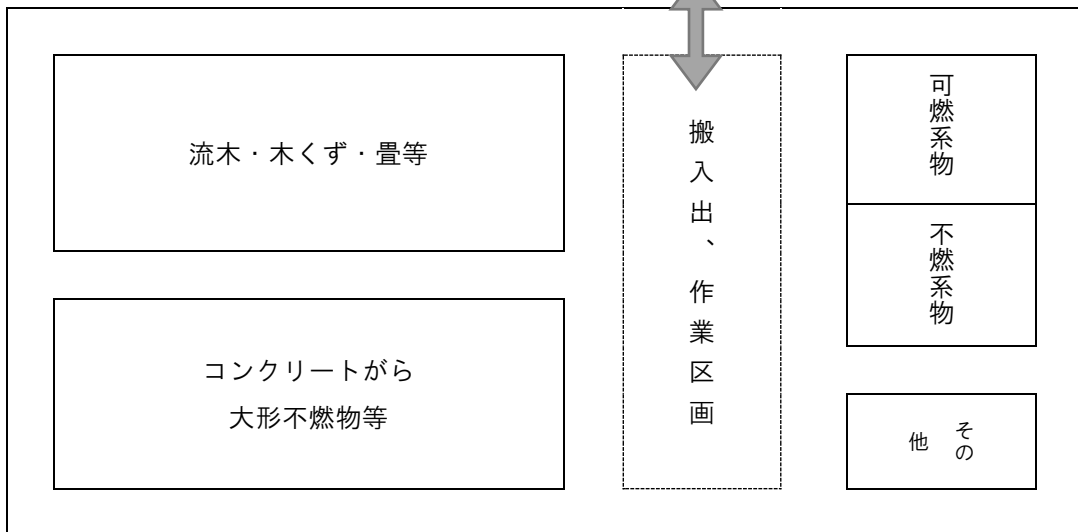 流木・木くず・畳等
コンクリートがら
大形不燃物等
搬入出、作業区画
可燃系物
不燃系物
その
他